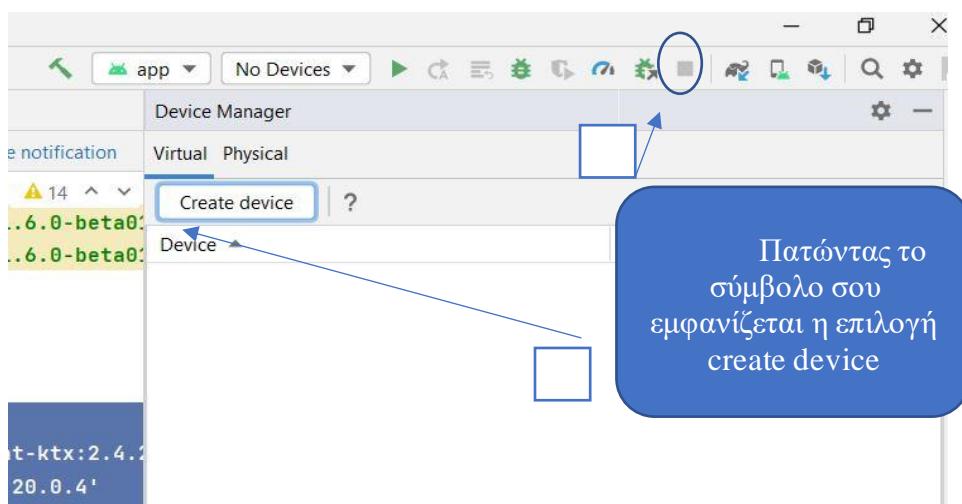 app
No Devices
Device Manager
e notification
Virtual Physical
14
Create device
?
..6.0-beta01
Device
..6.0-beta01
Πατώντας το
σύμβολο σου
εμφανίζεται η επιλογή
create device
t-ktx:2.4.2
20.0.4'